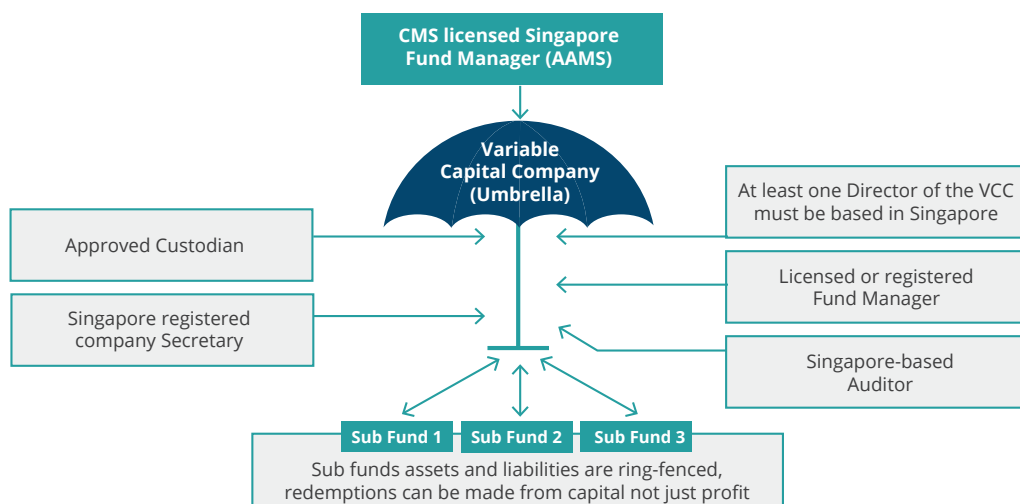 CMS licensed Singapore
Fund Manager (AAMS)
Variable
Capital Company
(Umbrella)
Approved Custodian
Singapore registered
company Secretary
At least one Director of the VCC
must be based in Singapore
Licensed or registered
Fund Manager
Singapore-based
Auditor
Sub Fund 1
Sub Fund 2
Sub Fund 3
Sub funds assets and liabilities are ring-fenced,
redemptions can be made from capital not just profit